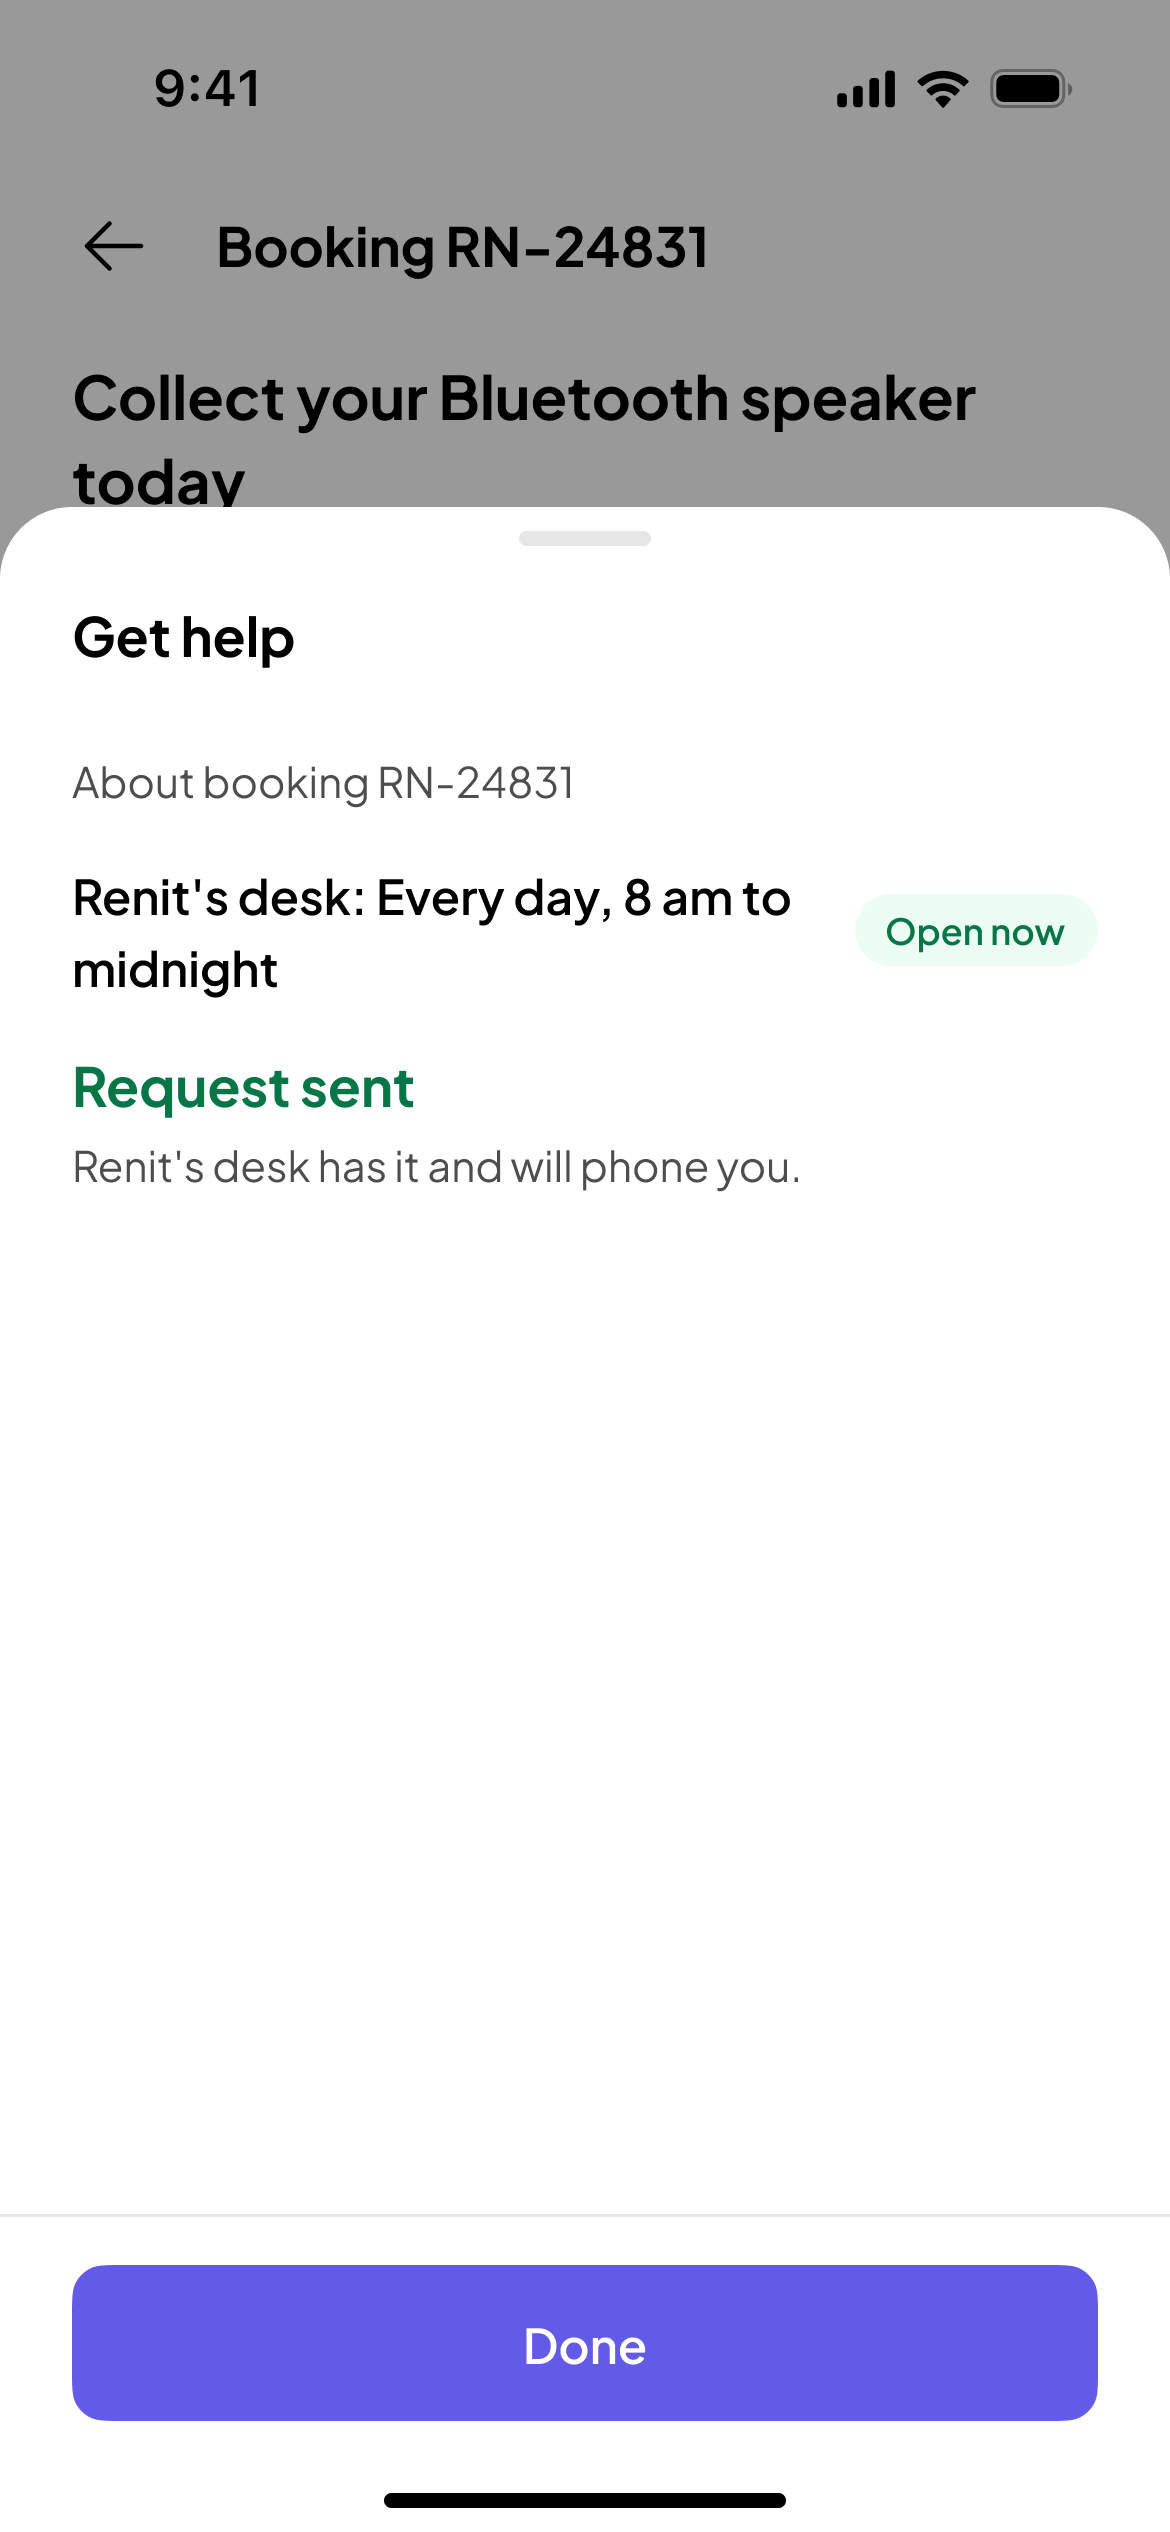 9:41
Booking RN-24831
Collect your Bluetooth speaker
today
Get help
About booking RN-24831
Renit's desk: Every day, 8 am to
midnight
Open now
Request sent
Renit's desk has it and will phone you.
Done